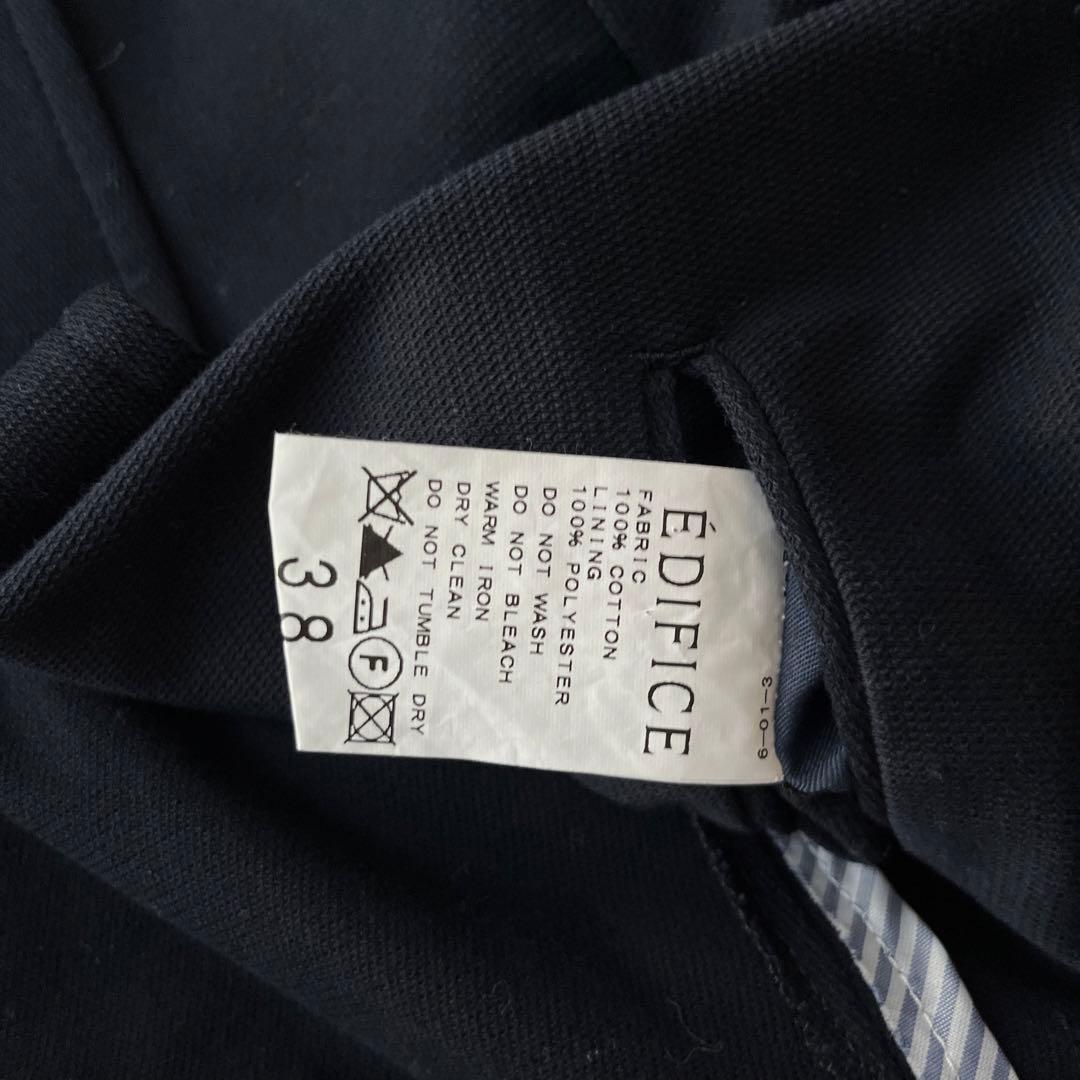 6-01-3
ÉDIFICE
FABRIC
100% COTTON
LINING
100% POLYESTER
DO NOT WASH
DO NOT BLEACH
WARM IRON
DRY CLEAN
DO NOT TUMBLE DRY
F
38